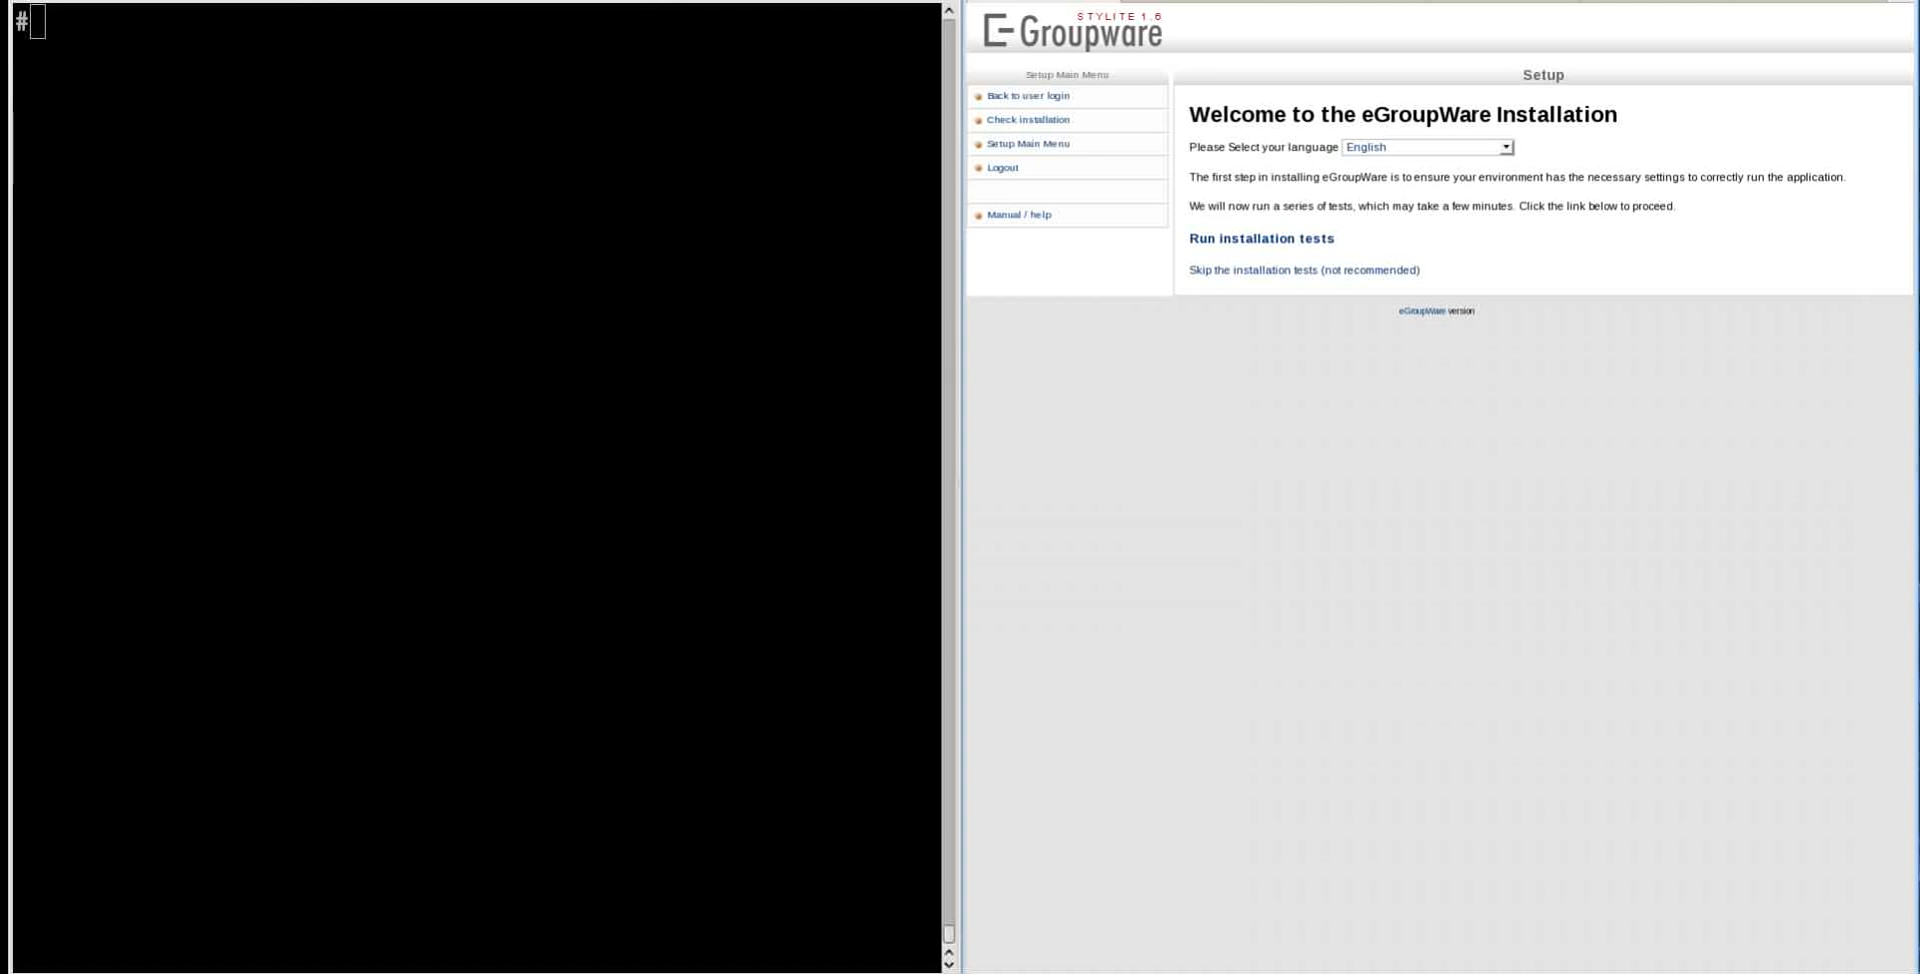 #
STYLITE 1.6
E-Groupware
Setup Main Menu
Back to user login
Check installation
Setup Main Menu
Logout
Manual / help
Setup
Welcome to the eGroupWare Installation
Please Select your language English
The first step in installing eGroupWare is to ensure your environment has the necessary settings to correctly run the application.
We will now run a series of tests, which may take a few minutes. Click the link below to proceed.
Run installation tests
Skip the installation tests (not recommended)
eGroupWare version